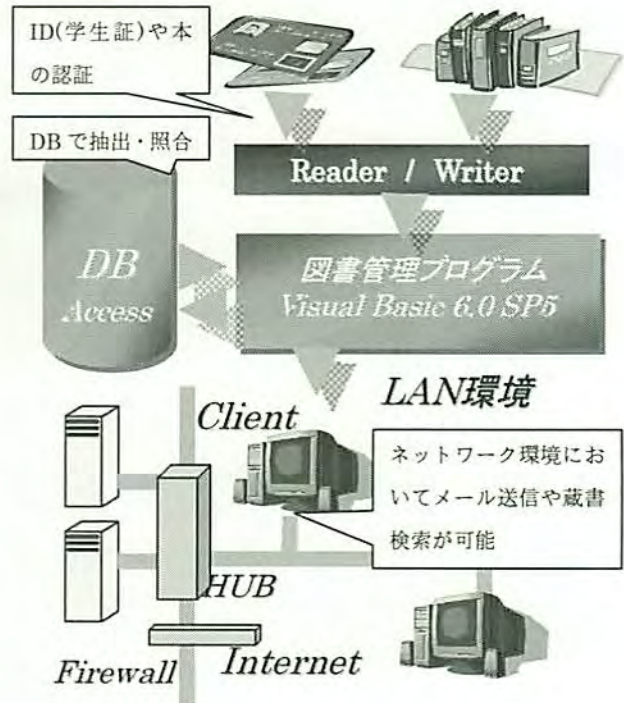 ID(学生証)や本
の認証
DBで抽出・照合
Reader / Writer
DB
Access
図書管理プログラム
Visual Basic 6.0 SP5
LAN環境
Client
ネットワーク環境にお
いてメール送信や蔵書
検索が可能
HUB
Firewall
Internet